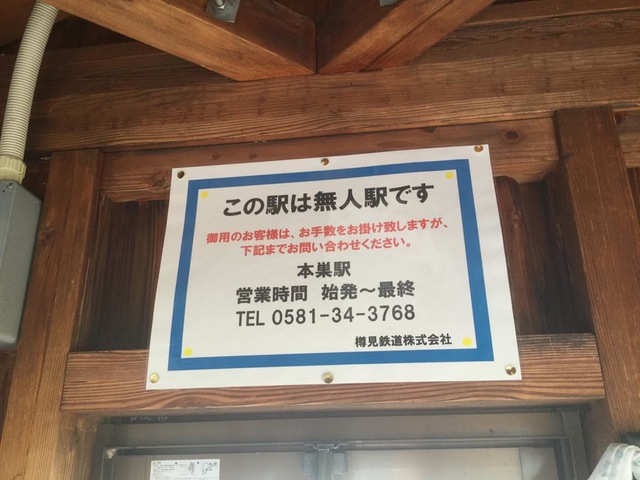 この駅は無人駅です
御用のお客様は、お手数をお掛け致しますが、
下記までお問い合わせください。
本巣駅
営業時間 始発～最終
TEL 0581-34-3768
樽見鉄道株式会社